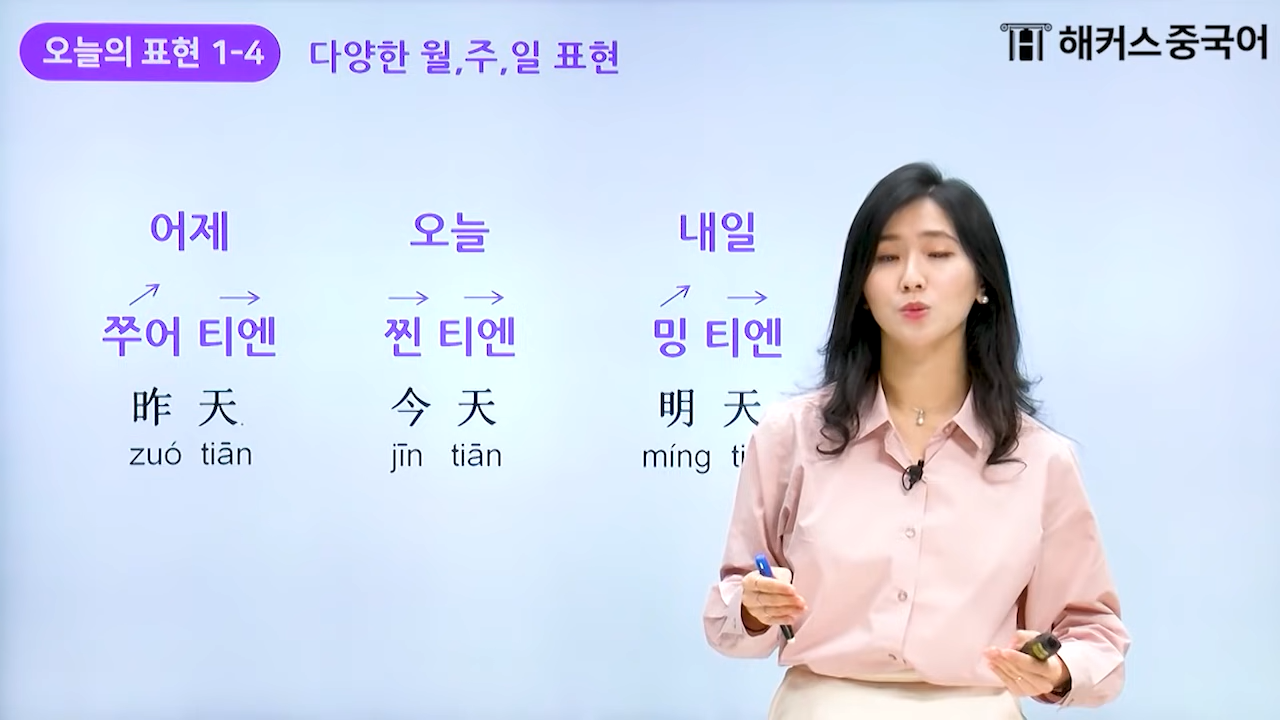 오늘의 표현 1-4 다양한 월,주,일 표현
해커스중국어
어제 오늘 내일
쭈어 티엔 찐 티엔 밍 티엔
昨 天 今 天 明 天
zuó tiān jīn tiān míng